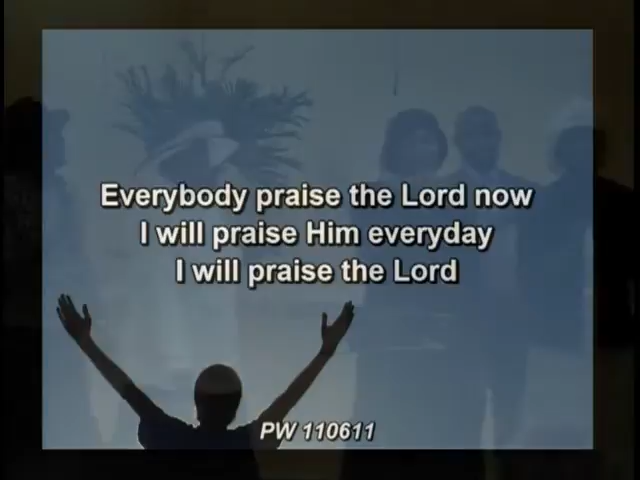 Everybody praise the Lord now
I will praise Him everyday
I will praise the Lord
PW 110611